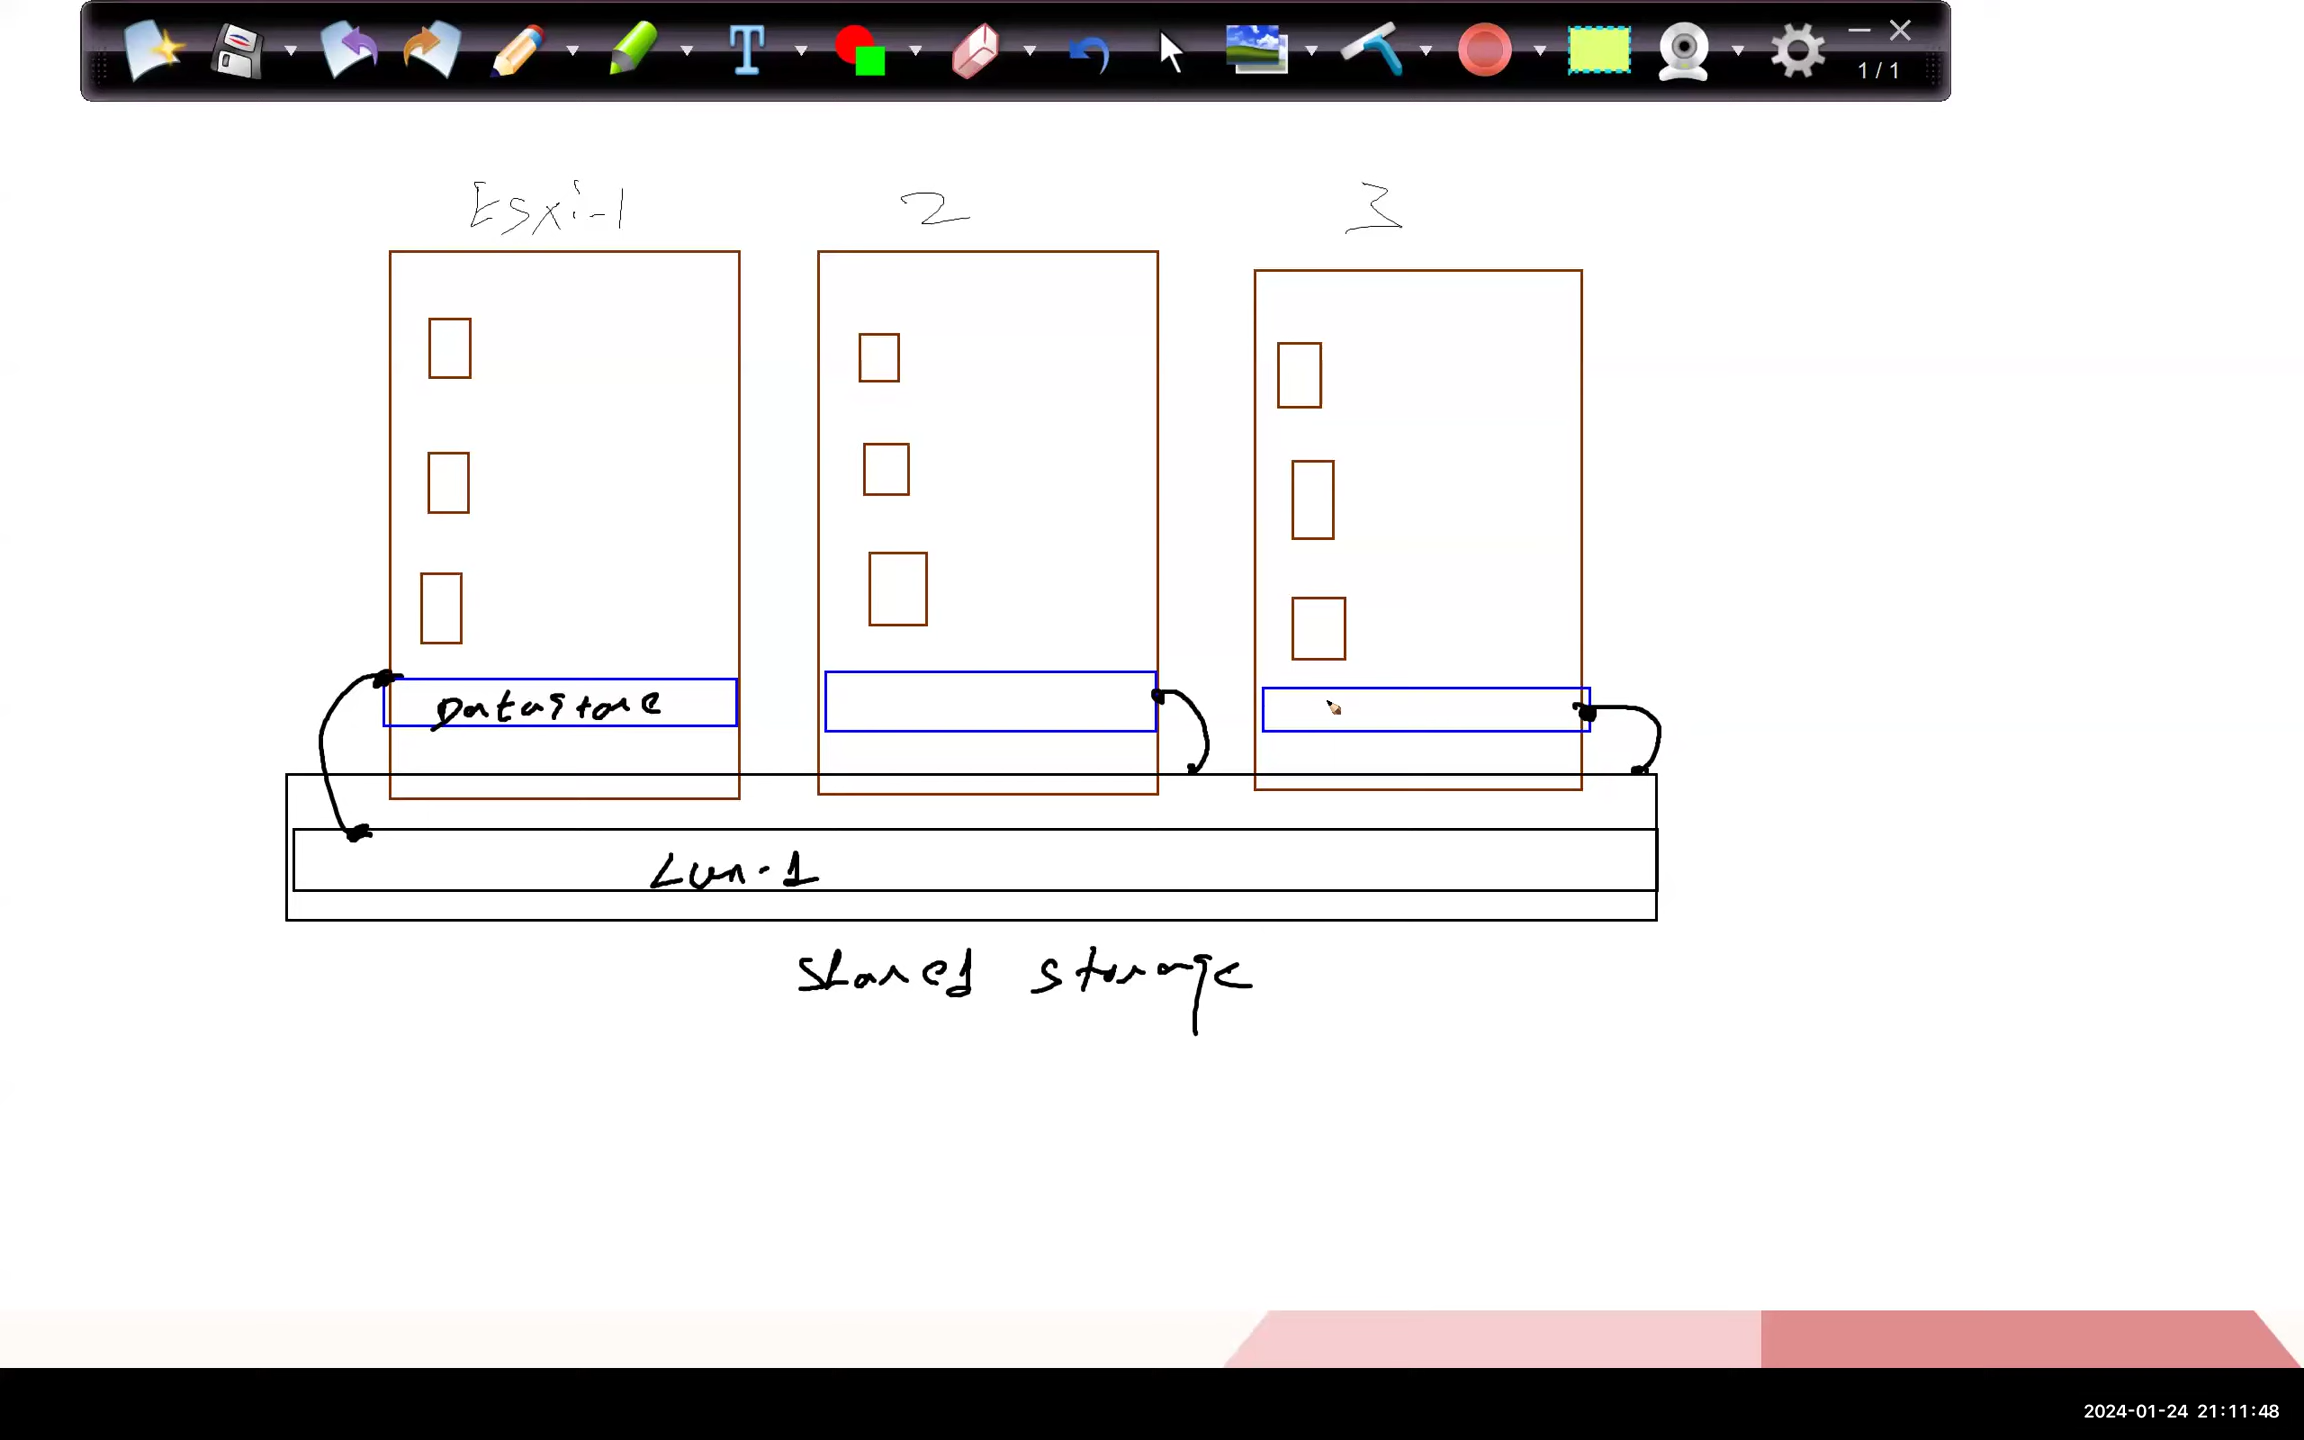 1 / 1
Esxi-1 2 3
Datastore
Lun-1
Shared storage
2024-01-24 21:11:48